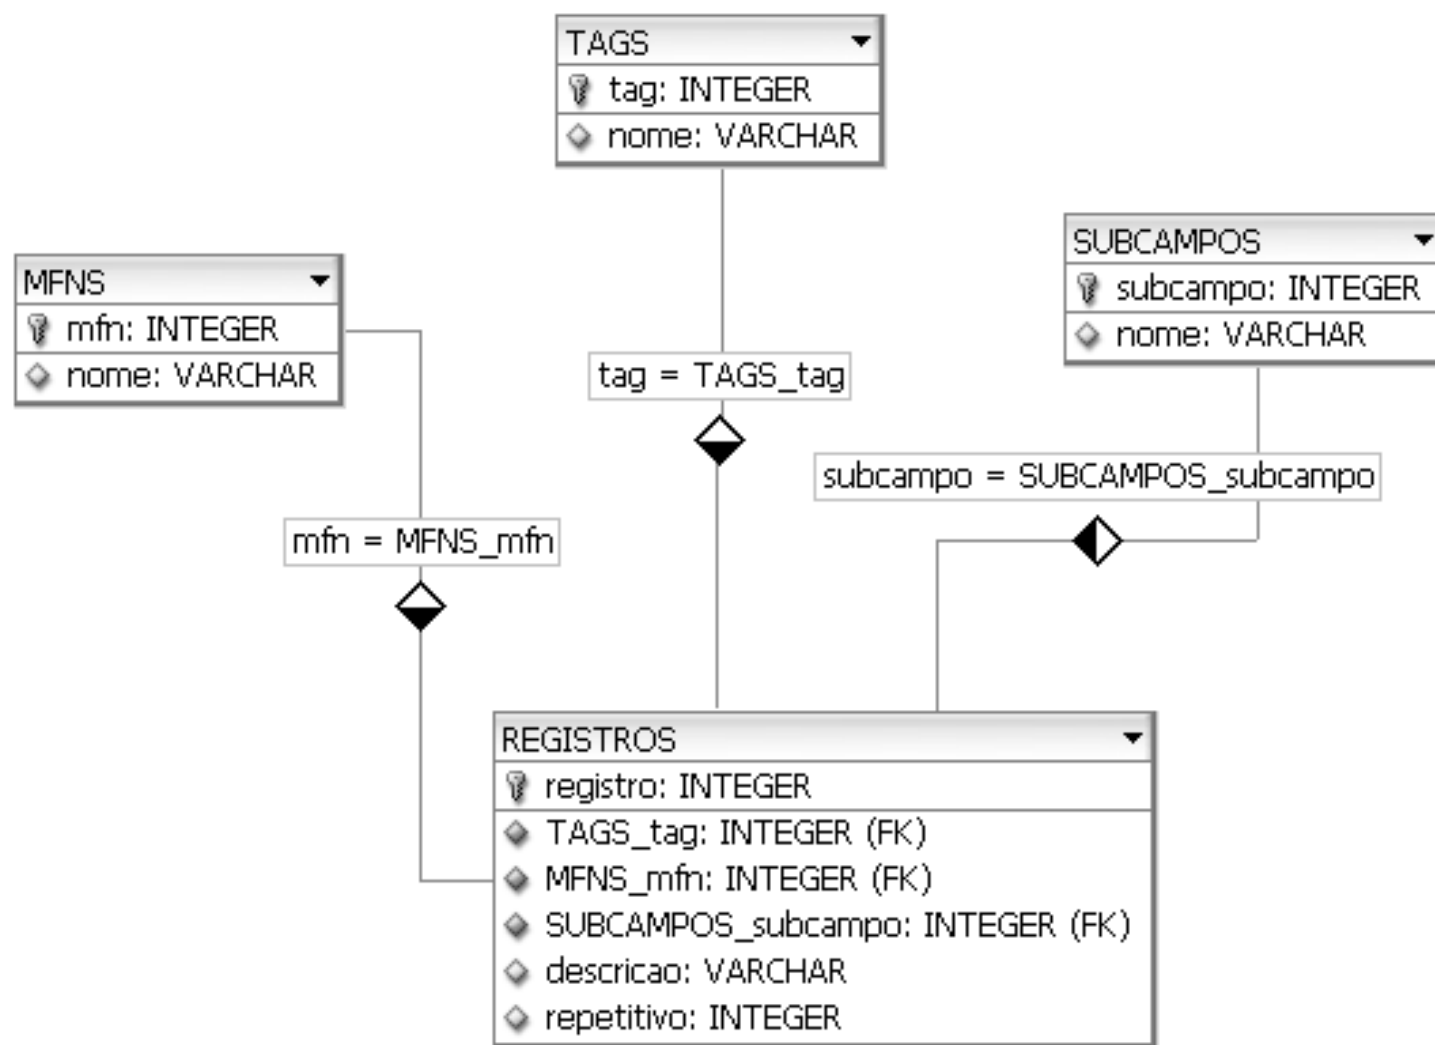 TAGS
tag: INTEGER
nome: VARCHAR
SUBCAMPOS
subcampo: INTEGER
nome: VARCHAR
MFNS
mfn: INTEGER
nome: VARCHAR
tag = TAGS_tag
subcampo = SUBCAMPOS_subcampo
mfn = MFNS_mfn
REGISTROS
registro: INTEGER
TAGS_tag: INTEGER (FK)
MFNS_mfn: INTEGER (FK)
SUBCAMPOS_subcampo: INTEGER (FK)
descricao: VARCHAR
repetitivo: INTEGER